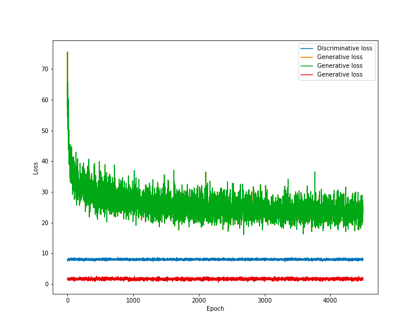 Discriminative loss
Generative loss
Generative loss
Generative loss
70
60
50
40
30
20
10
0
Loss
0 1000 2000 3000 4000
Epoch